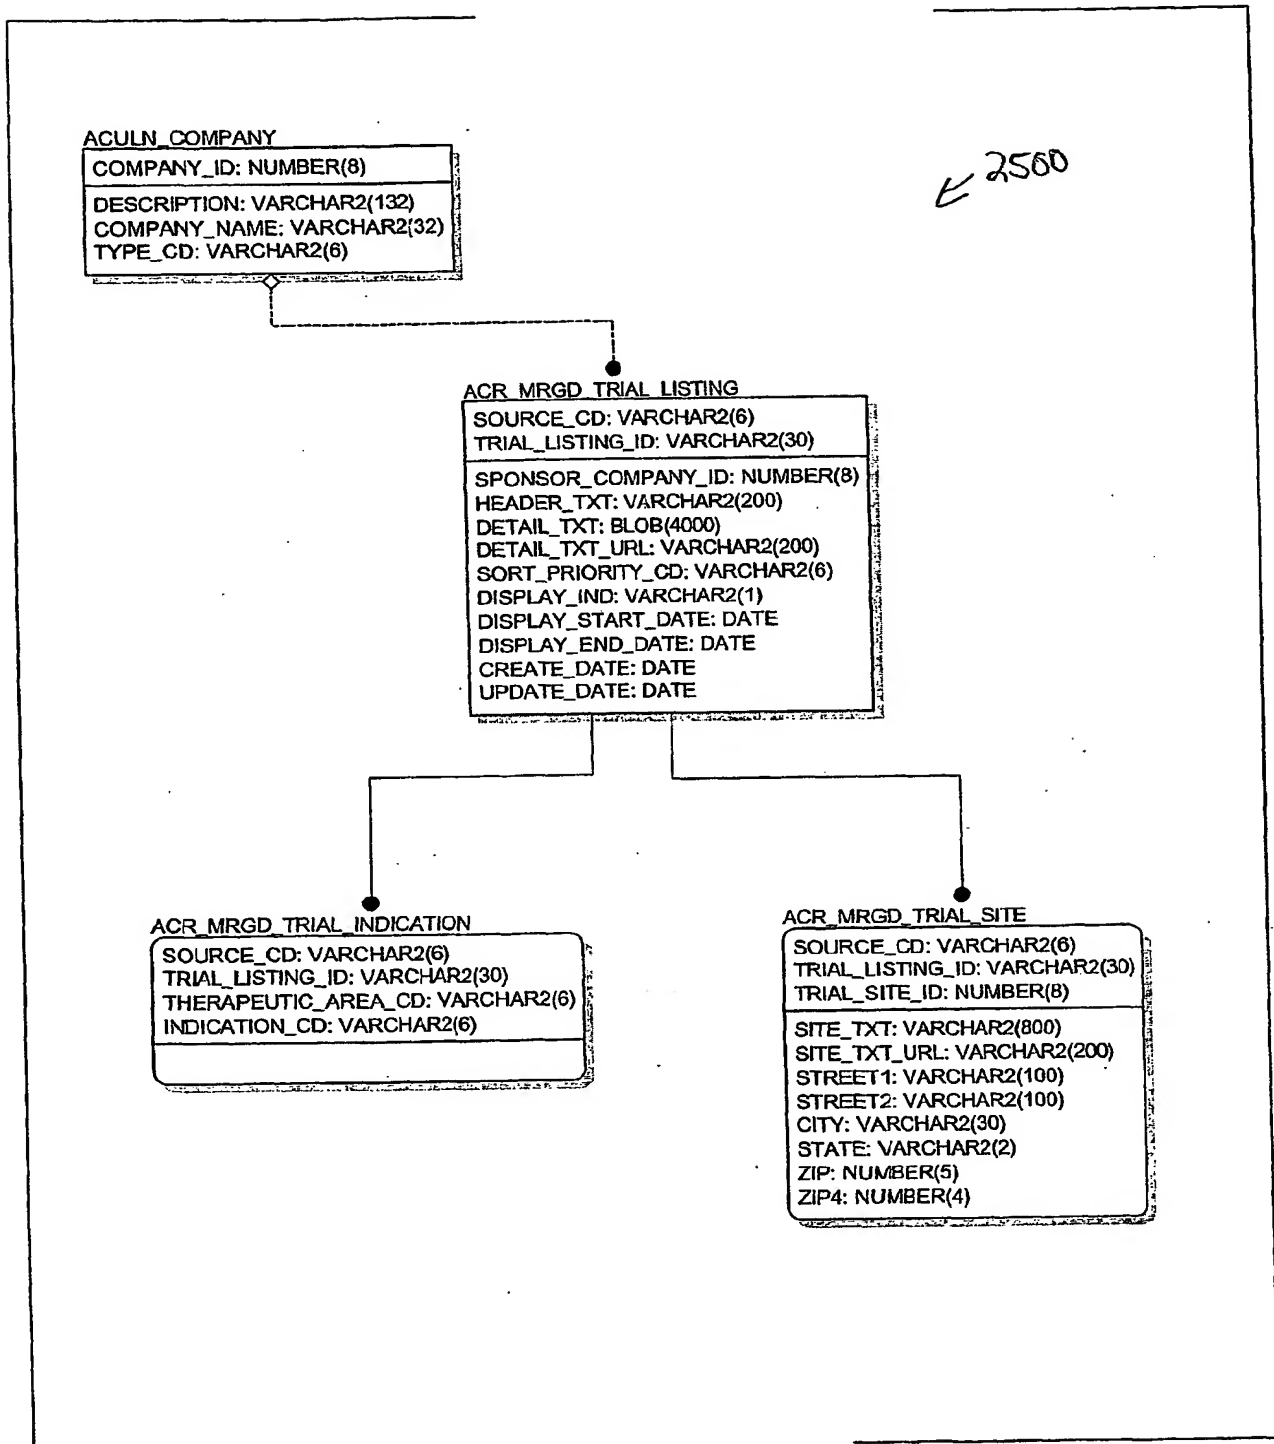 ACULN_COMPANY
COMPANY_ID: NUMBER(8)
DESCRIPTION: VARCHAR2(132)
COMPANY_NAME: VARCHAR2(32)
TYPE_CD: VARCHAR2(6)
2500
ACR_MRGD_TRIAL_LISTING
SOURCE_CD: VARCHAR2(6)
TRIAL_LISTING_ID: VARCHAR2(30)
SPONSOR_COMPANY_ID: NUMBER(8)
HEADER_TXT: VARCHAR2(200)
DETAIL_TXT: BLOB(4000)
DETAIL_TXT_URL: VARCHAR2(200)
SORT_PRIORITY_CD: VARCHAR2(6)
DISPLAY_IND: VARCHAR2(1)
DISPLAY_START_DATE: DATE
DISPLAY_END_DATE: DATE
CREATE_DATE: DATE
UPDATE_DATE: DATE
ACR_MRGD_TRIAL_INDICATION
SOURCE_CD: VARCHAR2(6)
TRIAL_LISTING_ID: VARCHAR2(30)
THERAPEUTIC_AREA_CD: VARCHAR2(6)
INDICATION_CD: VARCHAR2(6)
ACR_MRGD_TRIAL_SITE
SOURCE_CD: VARCHAR2(6)
TRIAL_LISTING_ID: VARCHAR2(30)
TRIAL_SITE_ID: NUMBER(8)
SITE_TXT: VARCHAR2(800)
SITE_TXT_URL: VARCHAR2(200)
STREET1: VARCHAR2(100)
STREET2: VARCHAR2(100)
CITY: VARCHAR2(30)
STATE: VARCHAR2(2)
ZIP: NUMBER(5)
ZIP4: NUMBER(4)